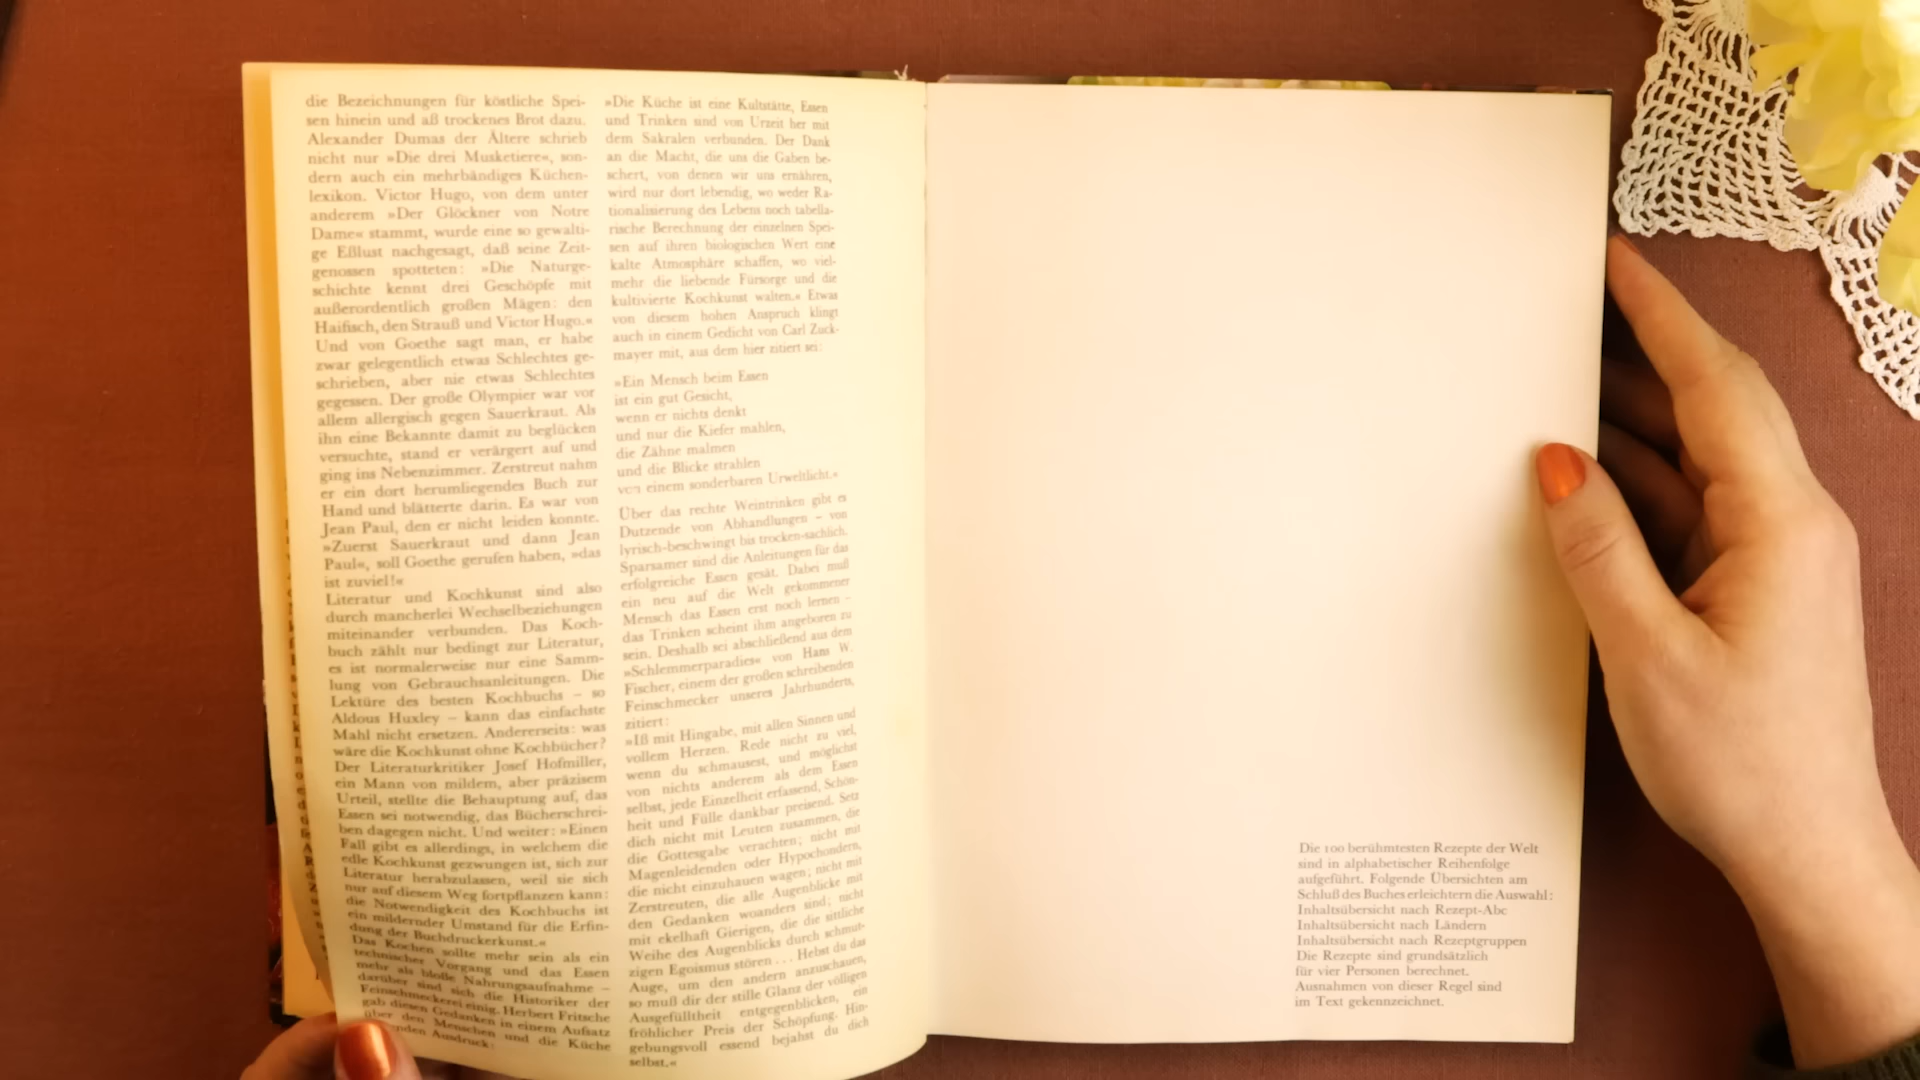 die Bezeichnungen für köstliche Spei-
sen hinein und aß trockenes Brot dazu.
Alexander Dumas der Ältere schrieb
nicht nur »Die drei Musketiere«, son-
dern auch ein mehrbändiges Küchen-
lexikon. Victor Hugo, von dem unter
anderem »Der Glöckner von Notre
Dame« stammt, wurde eine so gewalti-
ge Eßlust nachgesagt, daß seine Zeit-
genossen spotteten: »Die Naturge-
schichte kennt drei Geschöpfe mit
außerordentlich großen Mägen: den
Haifisch, den Strauß und Victor Hugo.«
Und von Goethe sagt man, er habe
zwar gelegentlich etwas Schlechtes ge-
schrieben, aber nie etwas Schlechtes
gegessen. Der große Olympier war vor
allem allergisch gegen Sauerkraut. Als
ihn eine Bekannte damit zu beglücken
versuchte, stand er verärgert auf und
ging ins Nebenzimmer. Zerstreut nahm
er ein dort herumliegendes Buch zur
Hand und blätterte darin. Es war von
Jean Paul, den er nicht leiden konnte.
»Zuerst Sauerkraut und dann Jean
Paul«, soll Goethe gerufen haben, »das
ist zuviel!«
Literatur und Kochkunst sind also
durch mancherlei Wechselbeziehungen
miteinander verbunden. Das Koch-
buch zählt nur bedingt zur Literatur,
es ist normalerweise nur eine Samm-
lung von Gebrauchsanleitungen. Die
Lektüre des besten Kochbuchs – so
Aldous Huxley – kann das einfachste
Mahl nicht ersetzen. Andererseits: was
wäre die Kochkunst ohne Kochbücher?
Der Literaturkritiker Josef Hofmiller,
ein Mann von mildem, aber präzisem
Urteil, stellte die Behauptung auf, das
Essen sei notwendig, das Bücherschrei-
ben dagegen nicht. Und weiter: »Einen
Fall gibt es allerdings, in welchem die
edle Kochkunst gezwungen ist, sich zur
Literatur herabzulassen, weil sie sich
nur auf diesem Weg fortpflanzen kann:
die Notwendigkeit des Kochbuchs ist
ein mildernder Umstand für die Erfin-
dung der Buchdruckerkunst.«
Das Kochen sollte mehr sein als ein
technischer Vorgang und das Essen
mehr als bloße Nahrungsaufnahme –
darüber sind sich die Historiker der
Feinschmeckerei einig. Herbert Fritsche
gab diesen Gedanken in einem Aufsatz
über den Menschen und die Küche
Ausdruck:
»Die Küche ist eine Kultstätte, Essen
und Trinken sind von Urzeit her mit
dem Sakralen verbunden. Der Dank
an die Macht, die uns die Gaben be-
schert, von denen wir uns ernähren,
wird nur dort lebendig, wo weder Ra-
tionalisierung des Lebens noch tabella-
rische Berechnung der einzelnen Spei-
sen auf ihren biologischen Wert eine
kalte Atmosphäre schaffen, wo viel-
mehr die liebende Fürsorge und die
kultivierte Kochkunst walten.« Etwas
von diesem hohen Anspruch klingt
auch in einem Gedicht von Carl Zuck-
mayer mit, aus dem hier zitiert sei:
»Ein Mensch beim Essen
ist ein gut Gesicht,
wenn er nichts denkt
und nur die Kiefer mahlen,
die Zähne malmen
und die Blicke strahlen
von einem sonderbaren Urweltlicht.«
Über das rechte Weintrinken gibt es
Dutzende von Abhandlungen – von
lyrisch-beschwingt bis trocken-sachlich.
Sparsamer sind die Anleitungen für das
erfolgreiche Essen gesät. Dabei muß
ein neu auf die Welt gekommener
Mensch das Essen erst noch lernen –
das Trinken scheint ihm angeboren zu
sein. Deshalb sei abschließend aus dem
»Schlemmerparadies« von Hans W.
Fischer, einem der großen schreibenden
Feinschmecker unseres Jahrhunderts,
zitiert:
»Iß mit Hingabe, mit allen Sinnen und
vollem Herzen. Rede nicht zu viel,
wenn du schmausest, und möglichst
von nichts anderem als dem Essen
selbst, jede Einzelheit erfassend, Schön-
heit und Fülle dankbar preisend. Setz
dich nicht mit Leuten zusammen, die
die Gottesgabe verachten; nicht mit
Magenleidenden oder Hypochondern,
die nicht einzuhauen wagen; nicht mit
Zerstreuten, die alle Augenblicke mit
den Gedanken woanders sind; nicht
mit ekelhaft Gierigen, die die sittliche
Weihe des Augenblicks durch schmut-
zigen Egoismus stören . . . Hebst du das
Auge, um den andern anzuschauen,
so muß dir der stille Glanz der völligen
Ausgefülltheit entgegenblicken, ein
fröhlicher Preis der Schöpfung. Hin-
gebungsvoll essend bejahst du dich
selbst.«
Die 100 berühmtesten Rezepte der Welt
sind in alphabetischer Reihenfolge
aufgeführt. Folgende Übersichten am
Schluß des Buches erleichtern die Auswahl:
Inhaltsübersicht nach Rezept-Abc
Inhaltsübersicht nach Ländern
Inhaltsübersicht nach Rezeptgruppen
Die Rezepte sind grundsätzlich
für vier Personen berechnet.
Ausnahmen von dieser Regel sind
im Text gekennzeichnet.